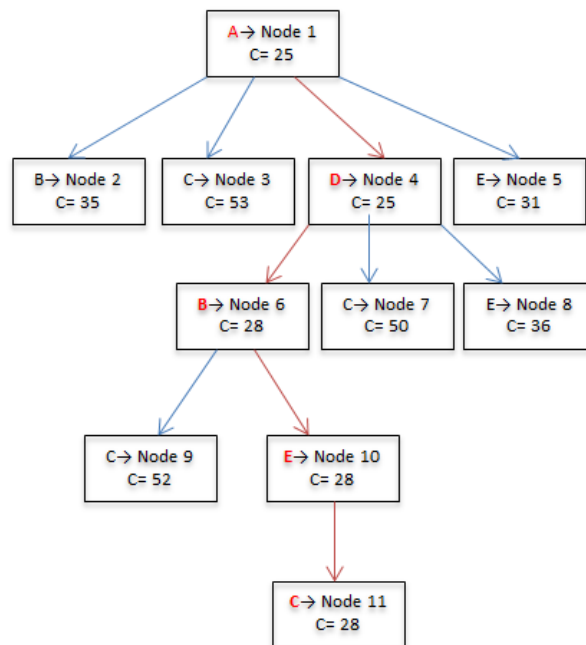 A→ Node 1
C= 25
B→ Node 2
C= 35
C→ Node 3
C= 53
D→ Node 4
C= 25
E→ Node 5
C= 31
B→ Node 6
C= 28
C→ Node 7
C= 50
E→ Node 8
C= 36
C→ Node 9
C= 52
E→ Node 10
C= 28
C→ Node 11
C= 28